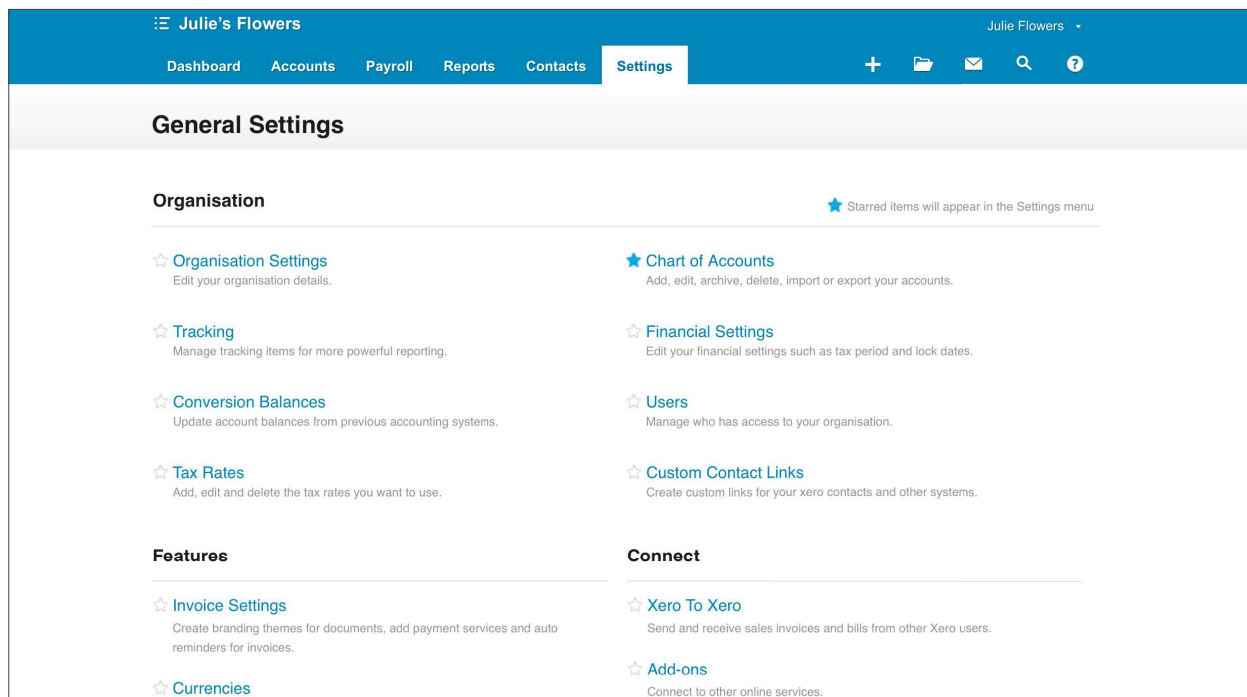 Julie's Flowers
Julie Flowers
Dashboard Accounts Payroll Reports Contacts Settings
General Settings
Organisation
Starred items will appear in the Settings menu
Organisation Settings
Edit your organisation details.
Chart of Accounts
Add, edit, archive, delete, import or export your accounts.
Tracking
Manage tracking items for more powerful reporting.
Financial Settings
Edit your financial settings such as tax period and lock dates.
Conversion Balances
Update account balances from previous accounting systems.
Users
Manage who has access to your organisation.
Tax Rates
Add, edit and delete the tax rates you want to use.
Custom Contact Links
Create custom links for your xero contacts and other systems.
Features
Invoice Settings
Create branding themes for documents, add payment services and auto
reminders for invoices.
Currencies
Connect
Xero To Xero
Send and receive sales invoices and bills from other Xero users.
Add-ons
Connect to other online services.